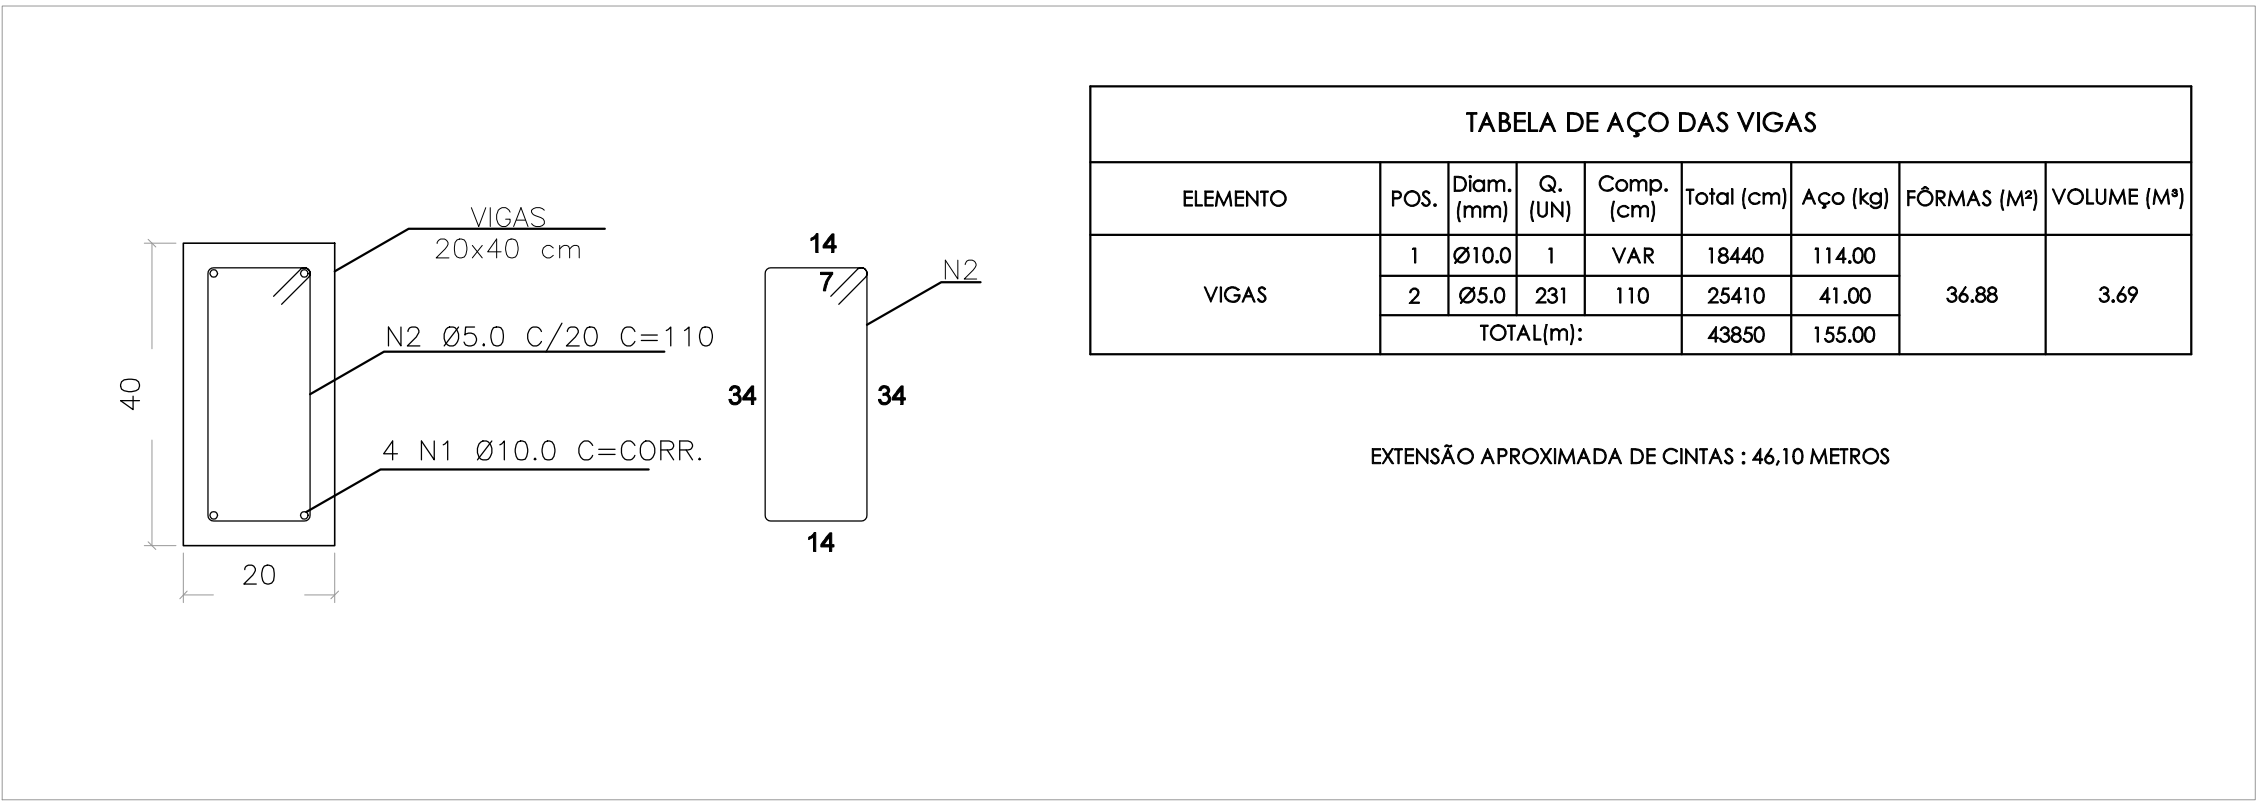 VIGAS
20x40 cm
N2 Ø5.0 C/20 C=110
4 N1 Ø10.0 C=CORR.
40
20
14
7
N2
34
34
14
TABELA DE AÇO DAS VIGAS
ELEMENTO POS. Diam. (mm) Q. (UN) Comp. (cm) Total (cm) Aço (kg) FÔRMAS (M²) VOLUME (M³)
VIGAS
1 Ø10.0 1 VAR 18440 114.00
2 Ø5.0 231 110 25410 41.00
36.88 3.69
TOTAL(m): 43850 155.00
EXTENSÃO APROXIMADA DE CINTAS : 46,10 METROS